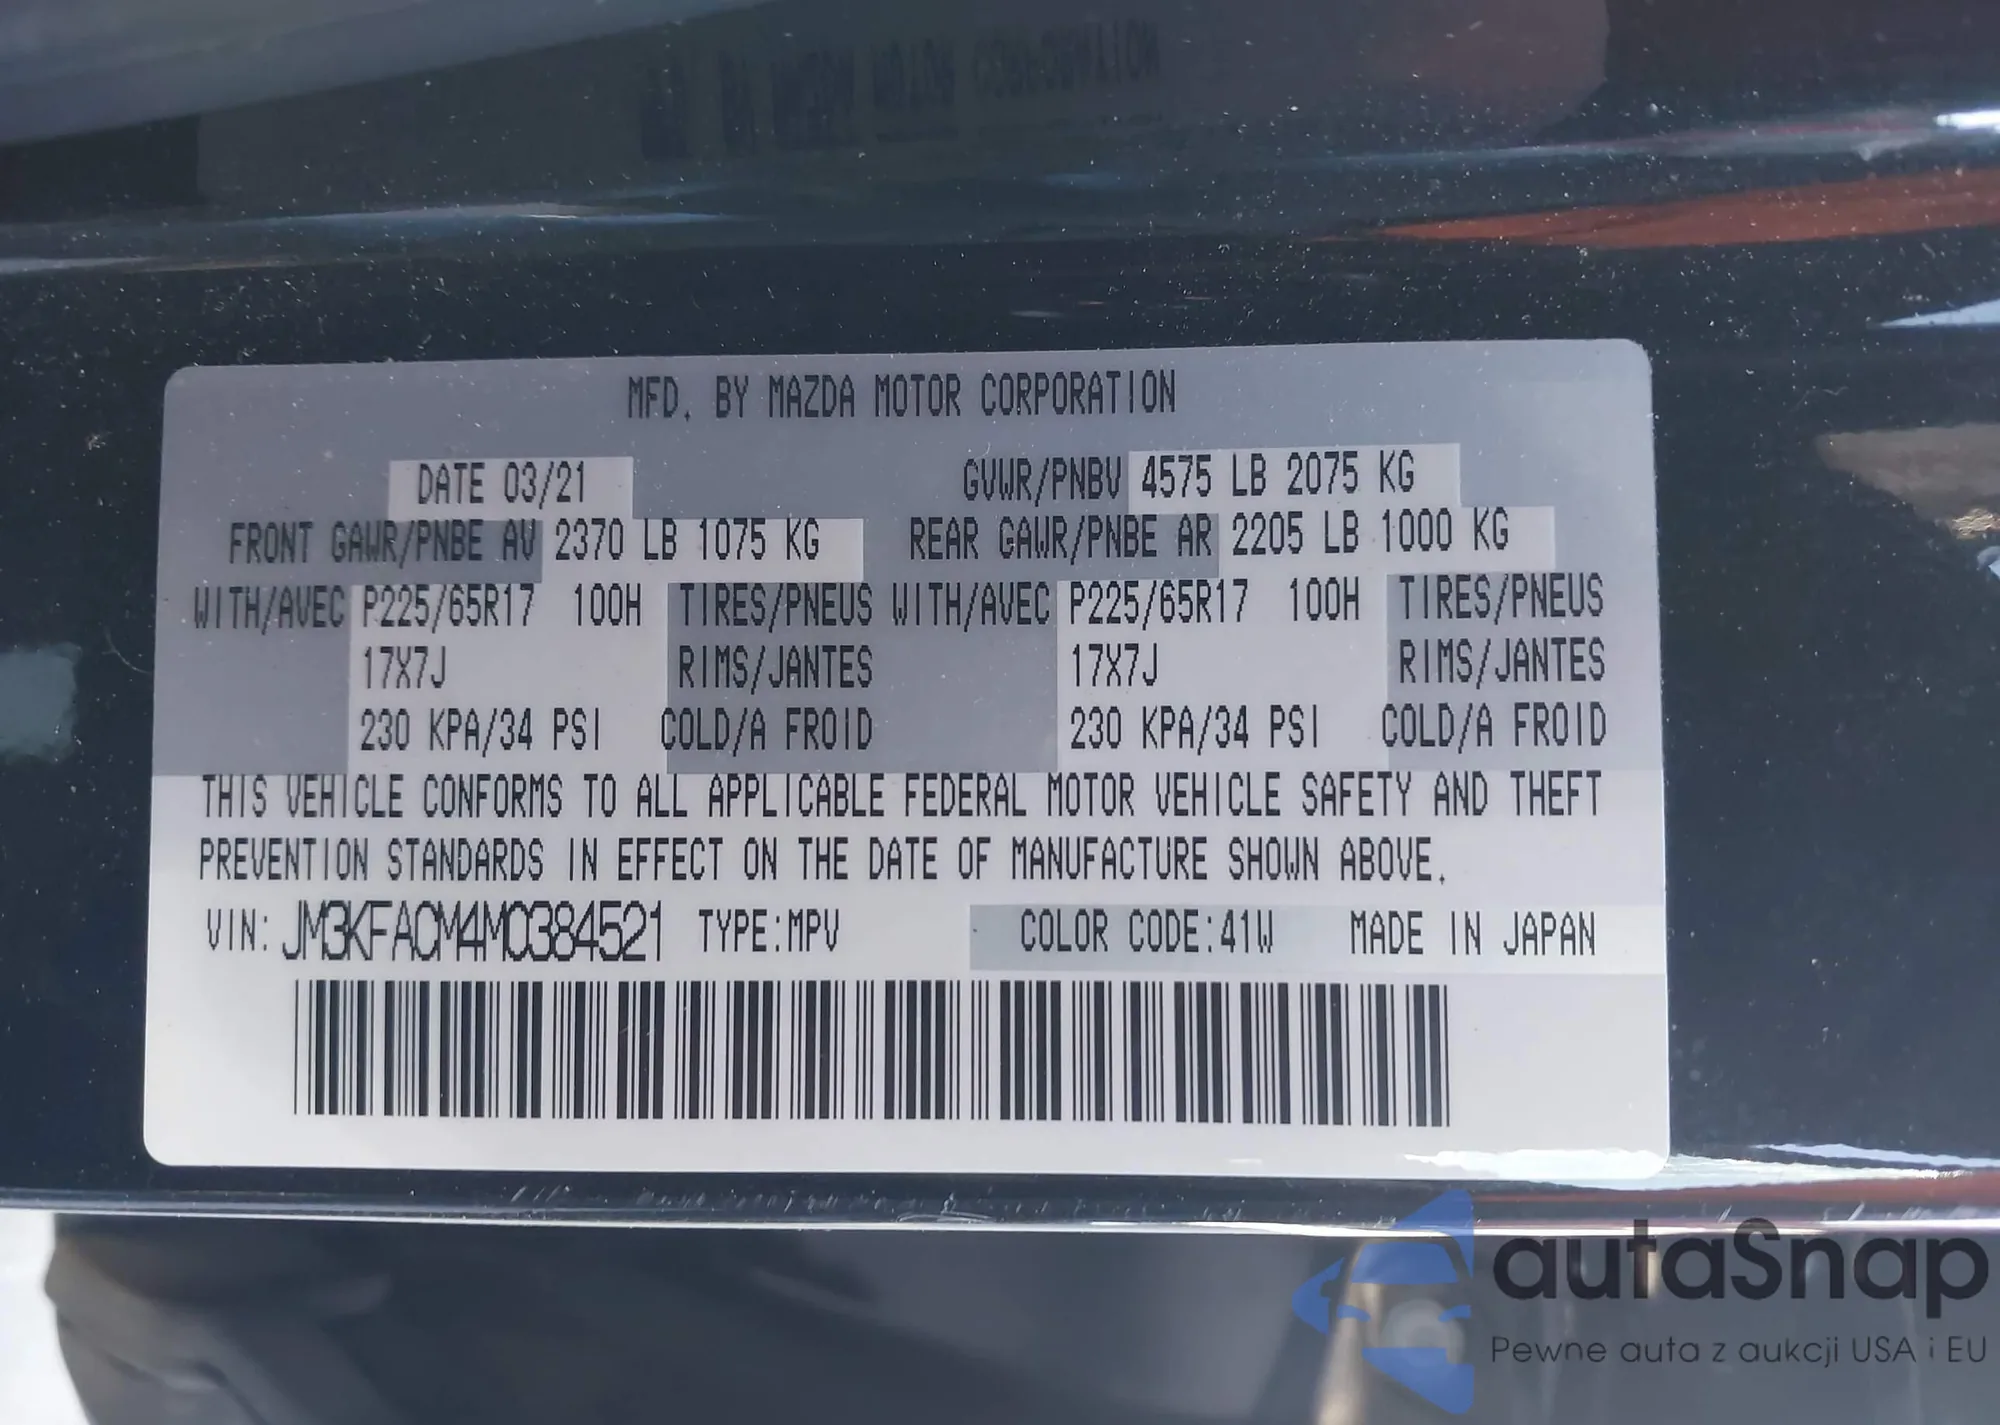 MFD. BY MAZDA MOTOR CORPORATION
DATE 03/21 GVWR/PNBV 4575 LB 2075 KG
FRONT GAWR/PNBE AV 2370 LB 1075 KG REAR GAWR/PNBE AR 2205 LB 1000 KG
WITH/AVEC P225/65R17 100H TIRES/PNEUS WITH/AVEC P225/65R17 100H TIRES/PNEUS
17X7J RIMS/JANTES 17X7J RIMS/JANTES
230 KPA/34 PSI COLD/A FROID 230 KPA/34 PSI COLD/A FROID
THIS VEHICLE CONFORMS TO ALL APPLICABLE FEDERAL MOTOR VEHICLE SAFETY AND THEFT
PREVENTION STANDARDS IN EFFECT ON THE DATE OF MANUFACTURE SHOWN ABOVE.
VIN: JM3KFACM4M0384521 TYPE:MPV COLOR CODE:41W MADE IN JAPAN
autaSnap
Pewne auta z aukcji USA i EU